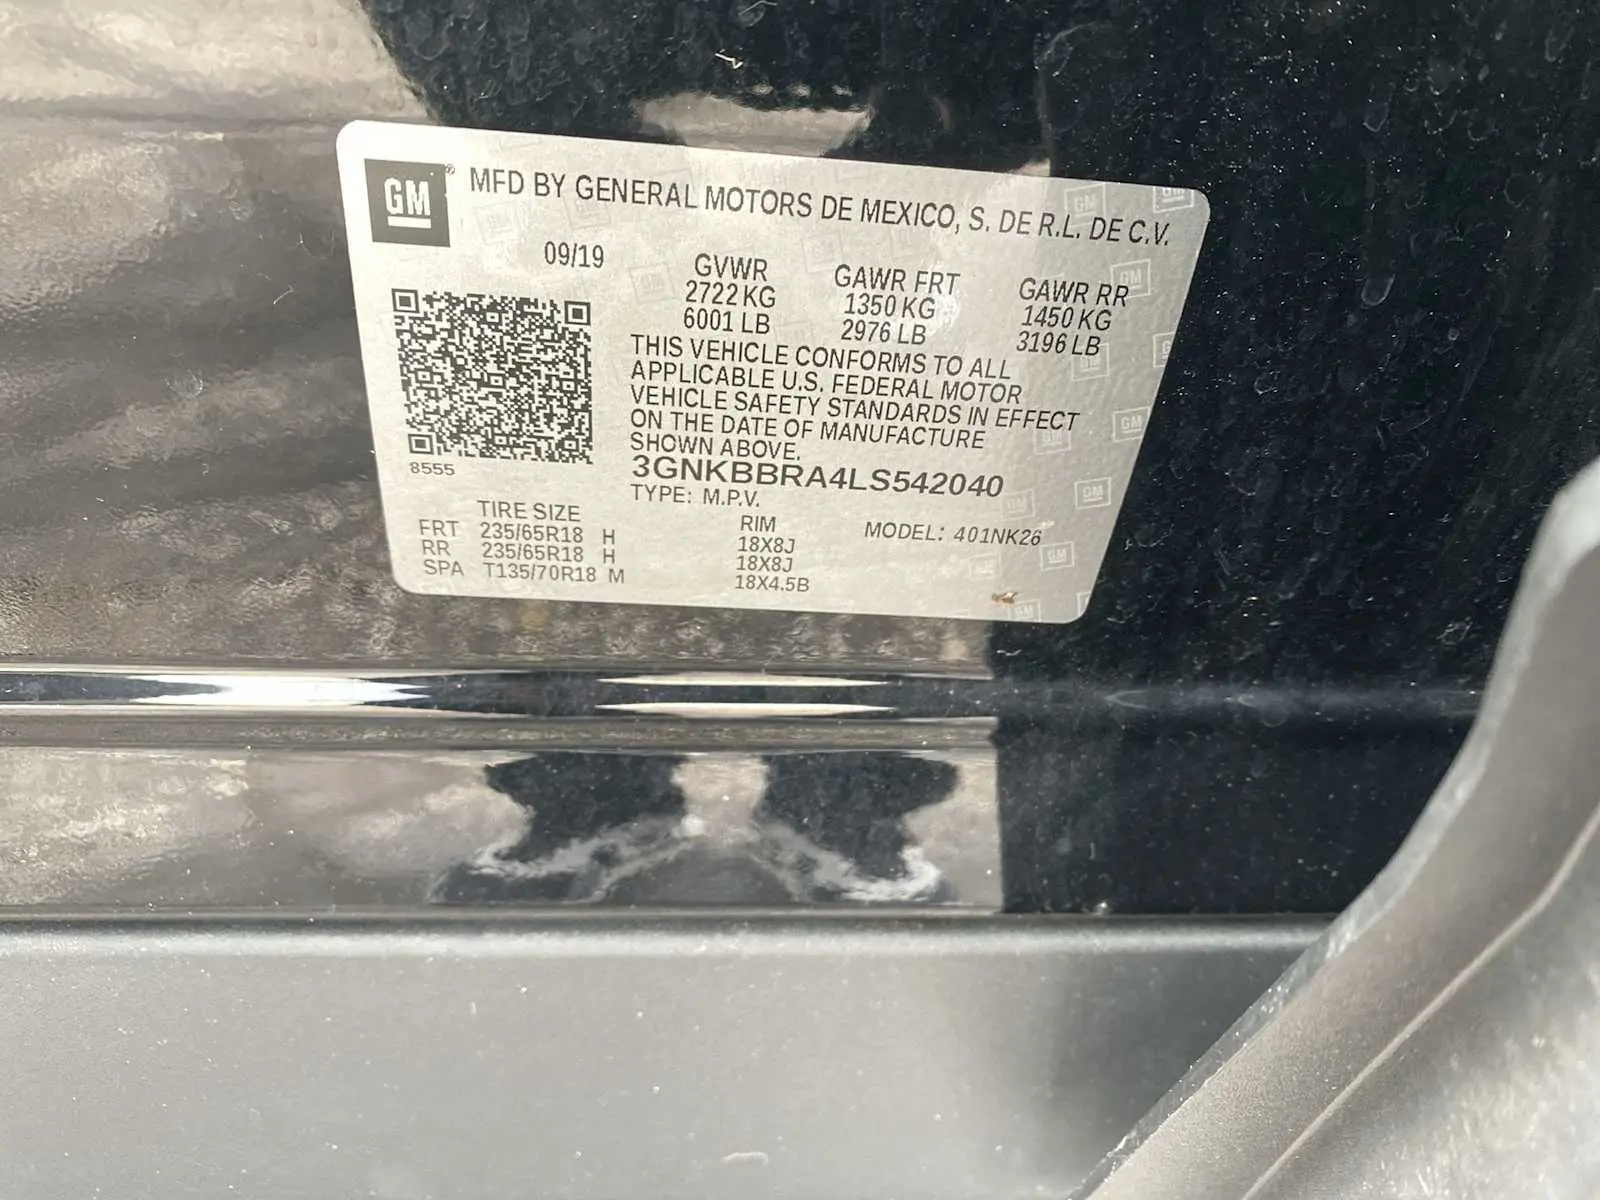 GM® MFD BY GENERAL MOTORS DE MEXICO, S. DE R.L. DE C.V.
09/19 GVWR GAWR FRT GAWR RR
2722 KG 1350 KG 1450 KG
6001 LB 2976 LB 3196 LB
THIS VEHICLE CONFORMS TO ALL
APPLICABLE U.S. FEDERAL MOTOR
VEHICLE SAFETY STANDARDS IN EFFECT
ON THE DATE OF MANUFACTURE
SHOWN ABOVE.
8555 3GNKBBRA4LS542040
TYPE: M.P.V.
TIRE SIZE RIM MODEL: 401NK26
FRT 235/65R18 H 18X8J
RR 235/65R18 H 18X8J
SPA T135/70R18 M 18X4.5B